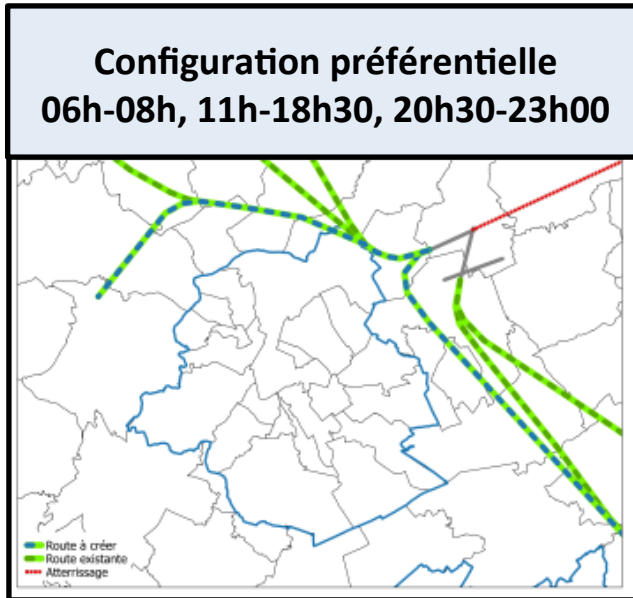 Configuration préférentielle
06h-08h, 11h-18h30, 20h30-23h00
Route à créer
Route existante
Atterrissage